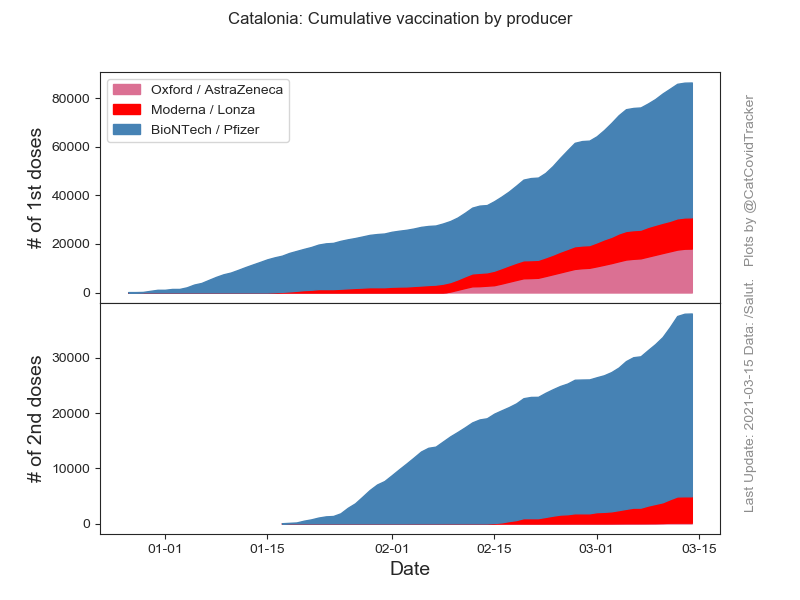 Catalonia: Cumulative vaccination by producer
Oxford / AstraZeneca
Moderna / Lonza
BioNTech / Pfizer
# of 1st doses
80000
60000
40000
20000
0
# of 2nd doses
30000
20000
10000
0
01-01 01-15 02-01 02-15 03-01 03-15
Date
Last Update: 2021-03-15 Data: /Salut. Plots by @CatCovidTracker